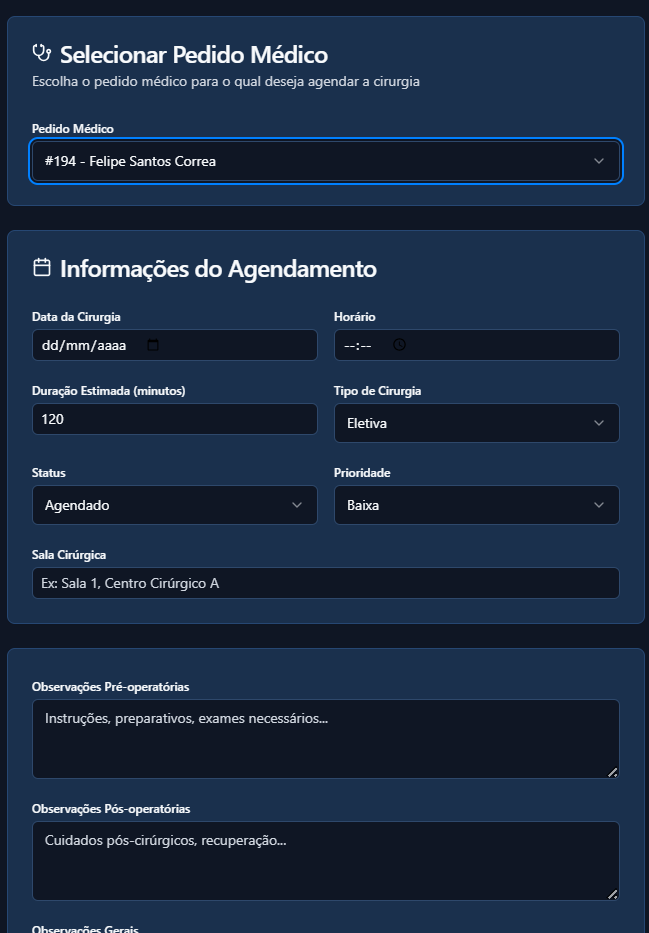 Selecionar Pedido Médico
Escolha o pedido médico para o qual deseja agendar a cirurgia
Pedido Médico
#194 - Felipe Santos Correa
Informações do Agendamento
Data da Cirurgia
Horário
dd/mm/aaaa
--:--
Duração Estimada (minutos)
Tipo de Cirurgia
120
Eletiva
Status
Prioridade
Agendado
Baixa
Sala Cirúrgica
Ex: Sala 1, Centro Cirúrgico A
Observações Pré-operatórias
Instruções, preparativos, exames necessários...
Observações Pós-operatórias
Cuidados pós-cirúrgicos, recuperação...
Observações Gerais